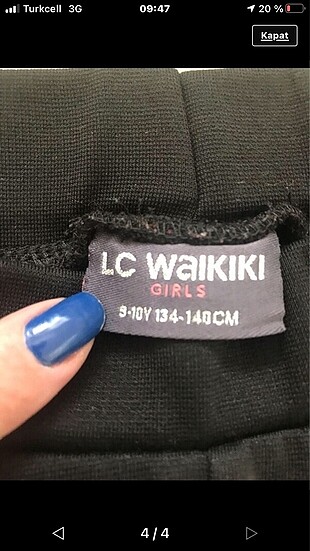 Turkcell 3G 09:47 20 %
Kapat
LC WAIKIKI
GIRLS
9-10Y 134-140CM
4/4